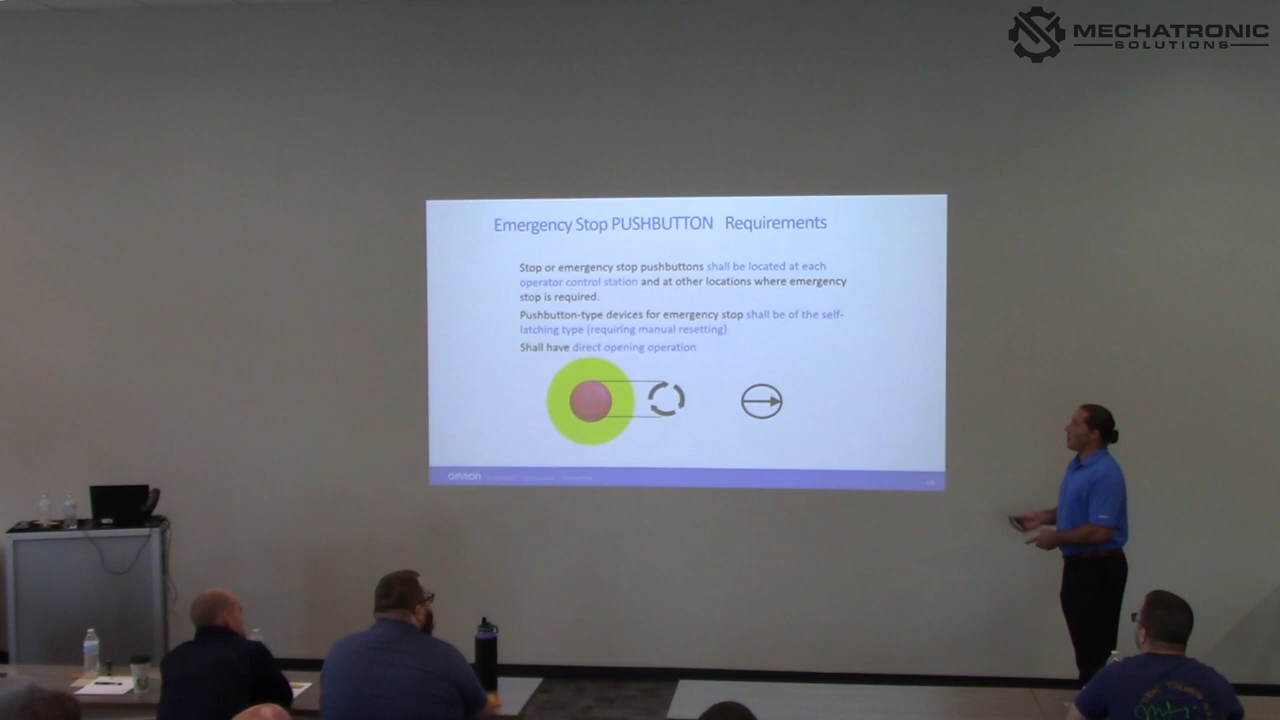 MECHATRONIC
SOLUTIONS
Emergency Stop PUSHBUTTON Requirements
Stop or emergency stop pushbuttons shall be located at each
operator control station and at other locations where emergency
stop is required.
Pushbutton-type devices for emergency stop shall be of the self-
latching type (requiring manual resetting)
Shall have direct opening operation
OMRON